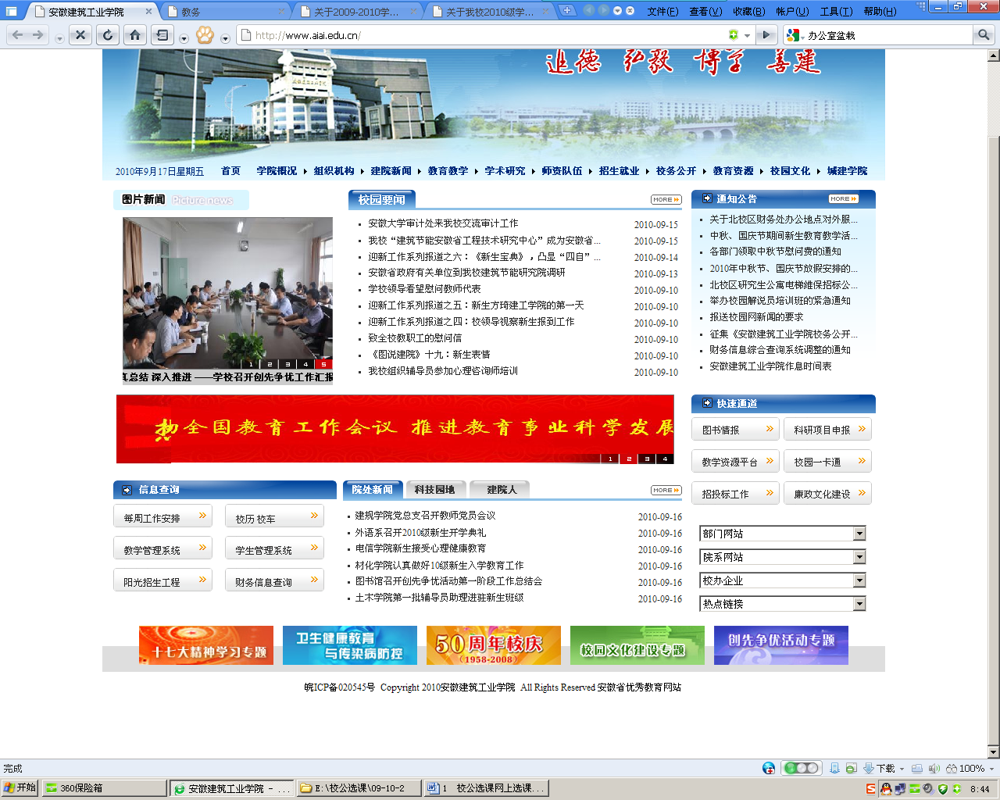 安徽建筑工业学院 教务 关于2009-2010学... 关于我校2010级学... 文件(F) 查看(V) 收藏(B) 帐户(U) 工具(T) 帮助(H)
http://www.aiai.edu.cn/ 办公室盆栽
追德 弘毅 博学 善建
2010年9月17日星期五 首页 学院概况 组织机构 建院新闻 教育教学 学术研究 师资队伍 招生就业 校务公开 教育资源 校园文化 城建学院
图片新闻 Picture news
1 2 3 4 5
真总结 深入推进 ——学校召开创先争优工作汇报
校园要闻 MORE
安徽大学审计处来我校交流审计工作 2010-09-15
我校“建筑节能安徽省工程技术研究中心”成为安徽省... 2010-09-15
迎新工作系列报道之六：《新生宝典》，凸显“四自”... 2010-09-14
安徽省政府有关单位到我校建筑节能研究院调研 2010-09-13
学校领导看望慰问教师代表 2010-09-10
迎新工作系列报道之五：新生方琦建工学院的第一天 2010-09-10
迎新工作系列报道之四：校领导视察新生报到工作 2010-09-10
致全校教职工的慰问信 2010-09-10
《图说建院》十九：新生表情 2010-09-10
我校组织辅导员参加心理咨询师培训 2010-09-10
通知公告 MORE
关于北校区财务处办公地点对外服...
中秋、国庆节期间新生教育教学活...
各部门领取中秋节慰问费的通知
2010年中秋节、国庆节放假安排的...
北校区研究生公寓电梯维保招标公...
举办校园解说员培训班的紧急通知
报送校园网新闻的要求
征集《安徽建筑工业学院校务公开...
财务信息综合查询系统调整的通知
安徽建筑工业学院作息时间表
全国教育工作会议 推进教育事业科学发展
1 2 3 4
快速通道
图书情报 科研项目申报
教学资源平台 校园一卡通
招投标工作 廉政文化建设
信息查询
每周工作安排 校历 校车
教学管理系统 学生管理系统
阳光招生工程 财务信息查询
院处新闻 科技园地 建院人 MORE
建规学院党总支召开教师党员会议 2010-09-16
外语系召开2010级新生开学典礼 2010-09-16
电信学院新生接受心理健康教育 2010-09-16
材化学院认真做好10级新生入学教育工作 2010-09-16
图书馆召开创先争优活动第一阶段工作总结会 2010-09-16
土木学院第一批辅导员助理进驻新生班级 2010-09-16
部门网站
院系网站
校办企业
热点链接
十七大精神学习专题
卫生健康教育
与传染病防控
50周年校庆
(1958-2008)
校园文化建设专题
创先争优活动专题
皖ICP备020545号 Copyright 2010安徽建筑工业学院 All Rights Reserved 安徽省优秀教育网站
完成 下载 100%
开始 360保险箱 安徽建筑工业学院 - ... E:\校公选课\09-10-2 1 校公选课网上选课... 8:44